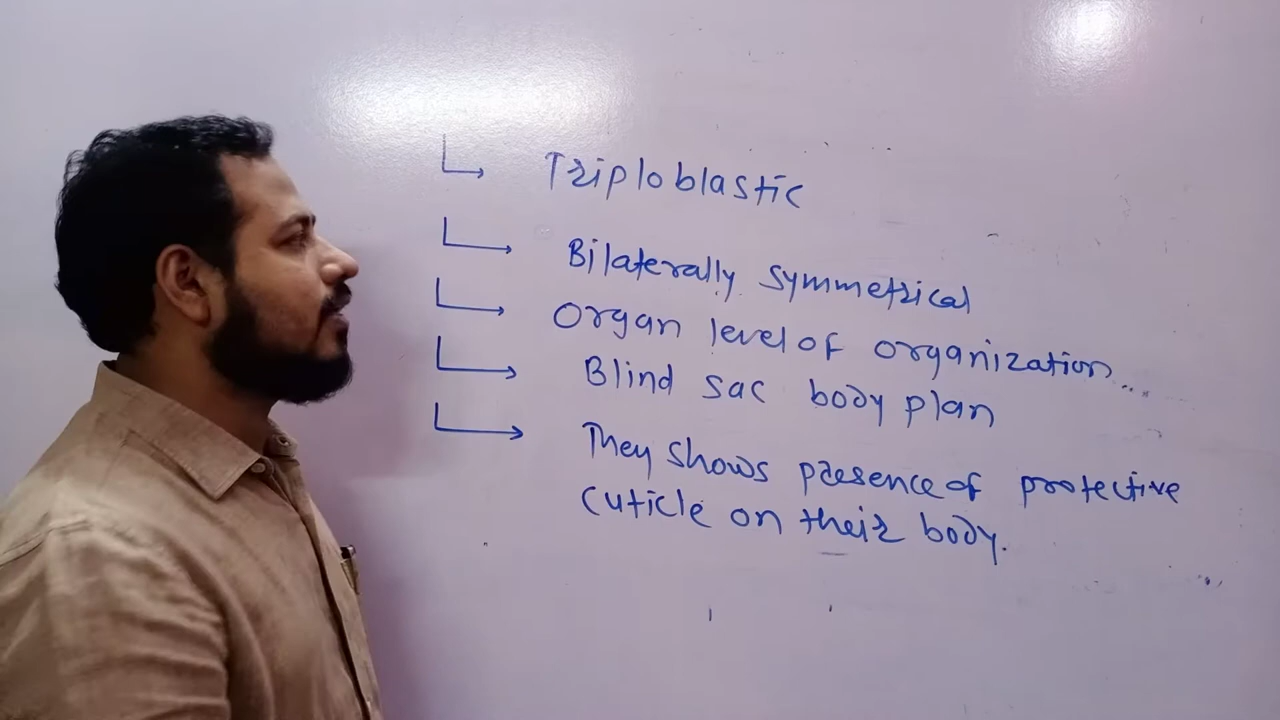 Triploblastic
Bilaterally symmetrical
Organ level of organization...
Blind sac body plan
They shows presence of protective
cuticle on their body.